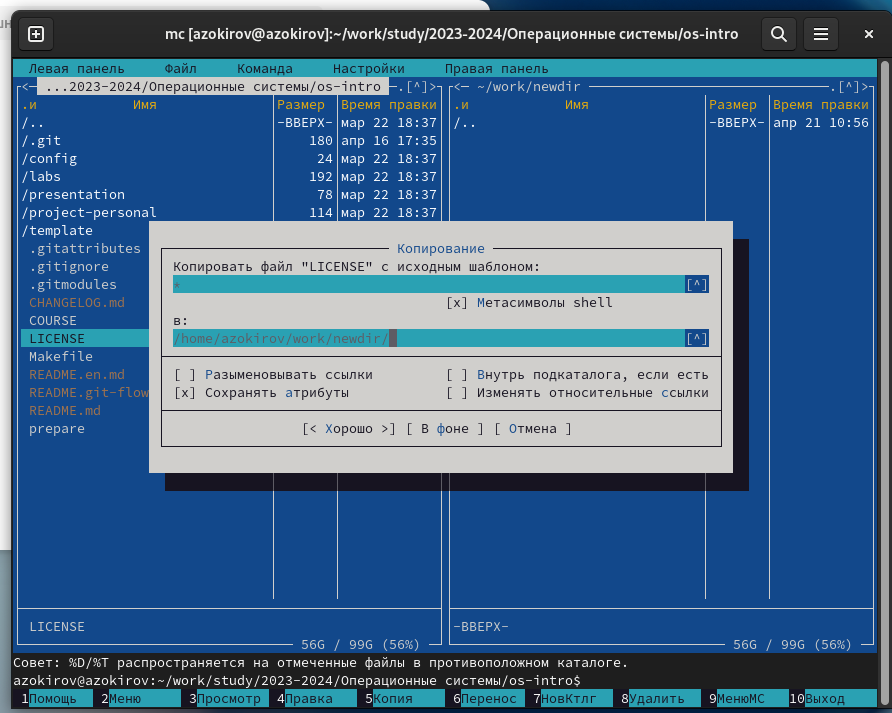 mc [azokirov@azokirov]:~/work/study/2023-2024/Операционные системы/os-intro
Левая панель Файл Команда Настройки Правая панель
<— ...2023-2024/Операционные системы/os-intro —.[^]>
.и Имя Размер Время правки
/.. -ВВЕРХ- мар 22 18:37
/.git 180 апр 16 17:35
/config 24 мар 22 18:37
/labs 192 мар 22 18:37
/presentation 78 мар 22 18:37
/project-personal 114 мар 22 18:37
/template
.gitattributes
.gitignore
.gitmodules
CHANGELOG.md
COURSE
LICENSE
Makefile
README.en.md
README.git-flow
README.md
prepare
LICENSE
56G / 99G (56%)
<— ~/work/newdir —.[^]>
.и Имя Размер Время правки
/.. -ВВЕРХ- апр 21 10:56
-ВВЕРХ-
56G / 99G (56%)
Копирование
Копировать файл "LICENSE" с исходным шаблоном:
* [^]
[x] Метасимволы shell
в:
/home/azokirov/work/newdir/ [^]
[ ] Разыменовывать ссылки [ ] Внутрь подкаталога, если есть
[x] Сохранять атрибуты [ ] Изменять относительные ссылки
[< Хорошо >] [ В фоне ] [ Отмена ]
Совет: %D/%T распространяется на отмеченные файлы в противоположном каталоге.
azokirov@azokirov:~/work/study/2023-2024/Операционные системы/os-intro$
1Помощь 2Меню 3Просмотр 4Правка 5Копия 6Перенос 7НовКтлг 8Удалить 9МенюМС 10Выход